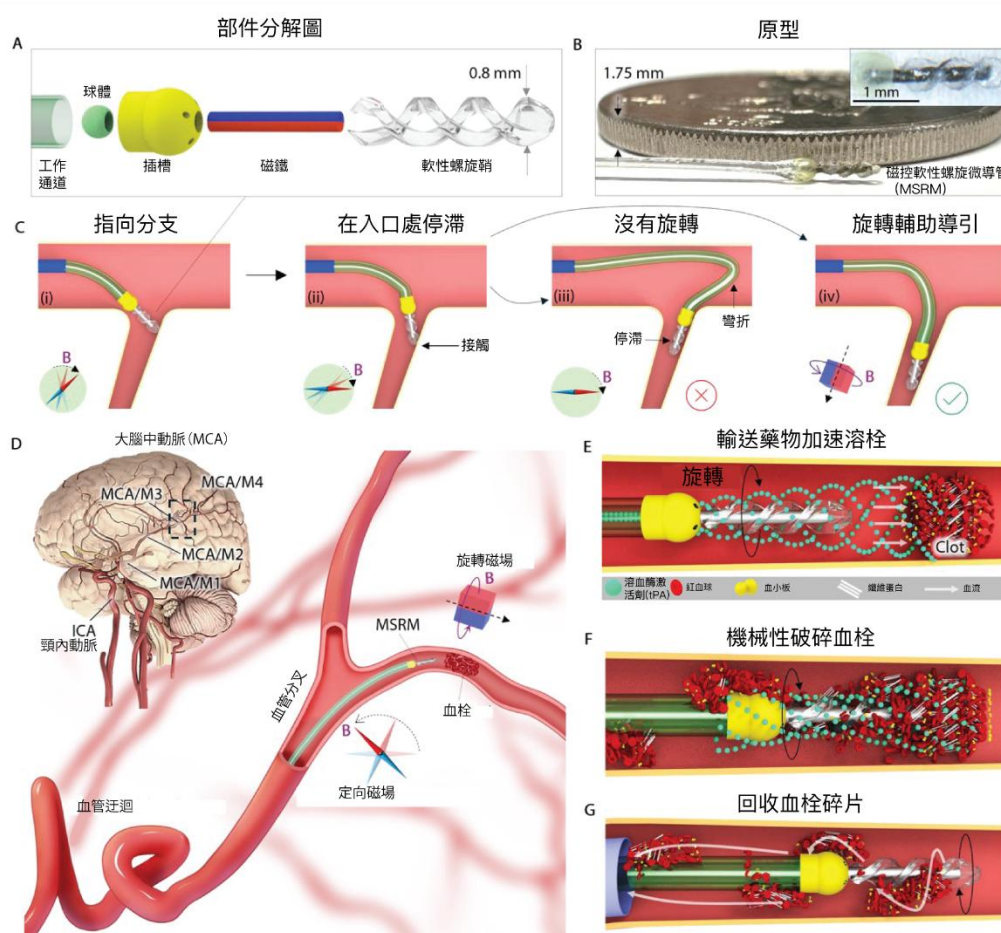 部件分解圖
A
球體
0.8 mm
工作
通道
插槽
磁鐵
軟性螺旋鞘
原型
B
1.75 mm
1 mm
磁控軟性螺旋微導管
(MSRM)
C
指向分支
(i)
B
在入口處停滯
(ii)
接觸
B
沒有旋轉
(iii)
彎折
停滯
B
旋轉輔助導引
(iv)
B
D
大腦中動脈(MCA)
MCA/M3
MCA/M4
MCA/M2
MCA/M1
ICA
頸內動脈
旋轉磁場
B
MSRM
血管分叉
血栓
B
定向磁場
血管迂迴
E
輸送藥物加速溶栓
旋轉
Clot
溶血酶激
活劑(tPA)
紅血球
血小板
纖維蛋白
血流
F
機械性破碎血栓
G
回收血栓碎片